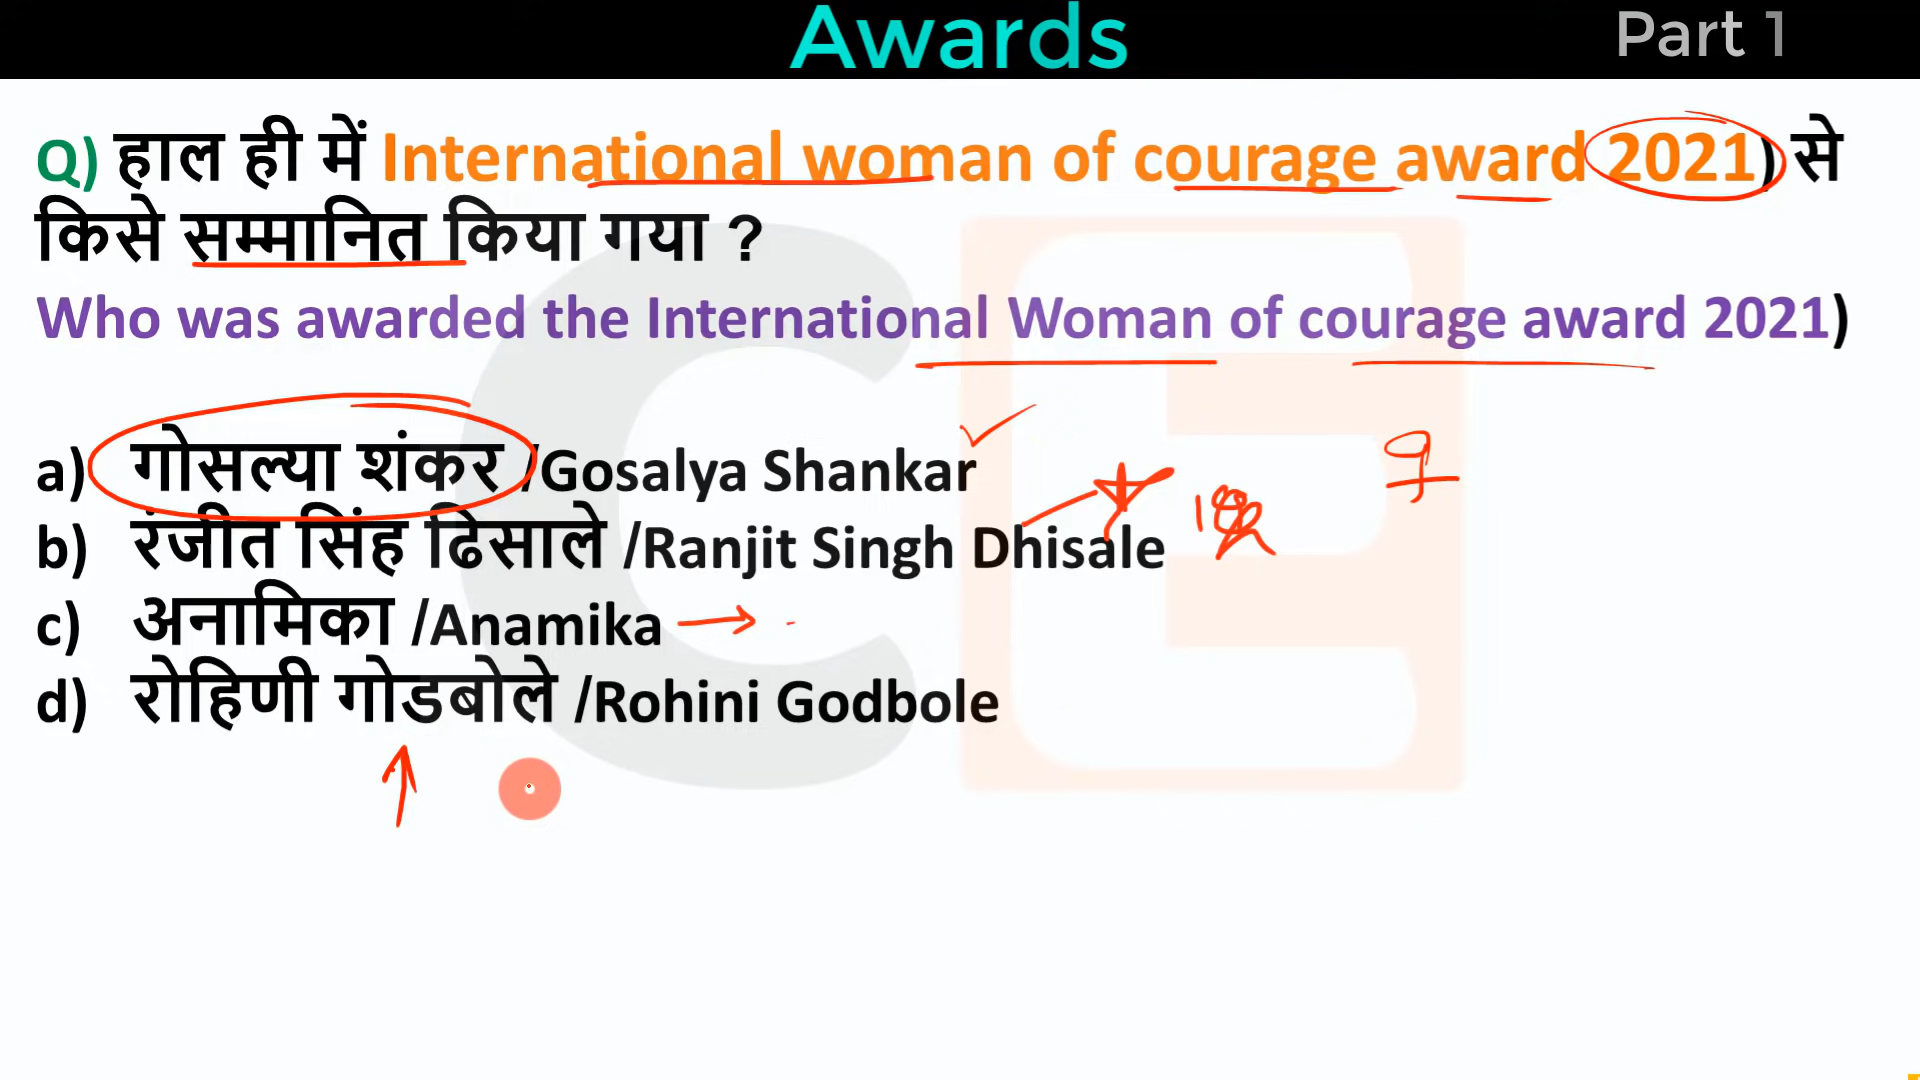 Awards
Part 1
Q) हाल ही में International woman of courage award 2021) से
किसे सम्मानित किया गया ?
Who was awarded the International Woman of courage award 2021)
a) गोसल्या शंकर /Gosalya Shankar
b) रंजीत सिंह ढिसाले /Ranjit Singh Dhisale
c) अनामिका /Anamika
d) रोहिणी गोडबोले /Rohini Godbole